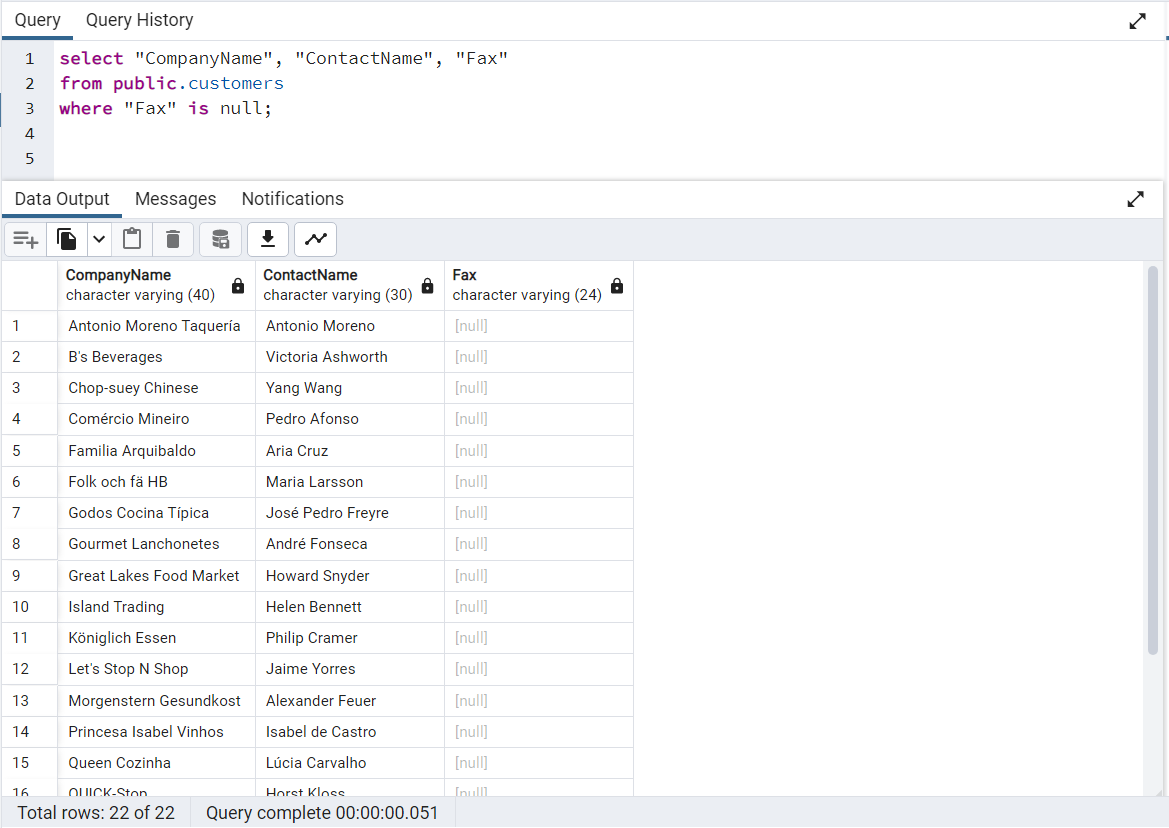 Query Query History
1 select "CompanyName", "ContactName", "Fax"
2 from public.customers
3 where "Fax" is null;
4
5
Data Output Messages Notifications
CompanyName ContactName Fax
character varying (40) character varying (30) character varying (24)
1 Antonio Moreno Taquería Antonio Moreno [null]
2 B's Beverages Victoria Ashworth [null]
3 Chop-suey Chinese Yang Wang [null]
4 Comércio Mineiro Pedro Afonso [null]
5 Familia Arquibaldo Aria Cruz [null]
6 Folk och fä HB Maria Larsson [null]
7 Godos Cocina Típica José Pedro Freyre [null]
8 Gourmet Lanchonetes André Fonseca [null]
9 Great Lakes Food Market Howard Snyder [null]
10 Island Trading Helen Bennett [null]
11 Königlich Essen Philip Cramer [null]
12 Let's Stop N Shop Jaime Yorres [null]
13 Morgenstern Gesundkost Alexander Feuer [null]
14 Princesa Isabel Vinhos Isabel de Castro [null]
15 Queen Cozinha Lúcia Carvalho [null]
16 QUICK-Stop Horst Kloss [null]
Total rows: 22 of 22 Query complete 00:00:00.051